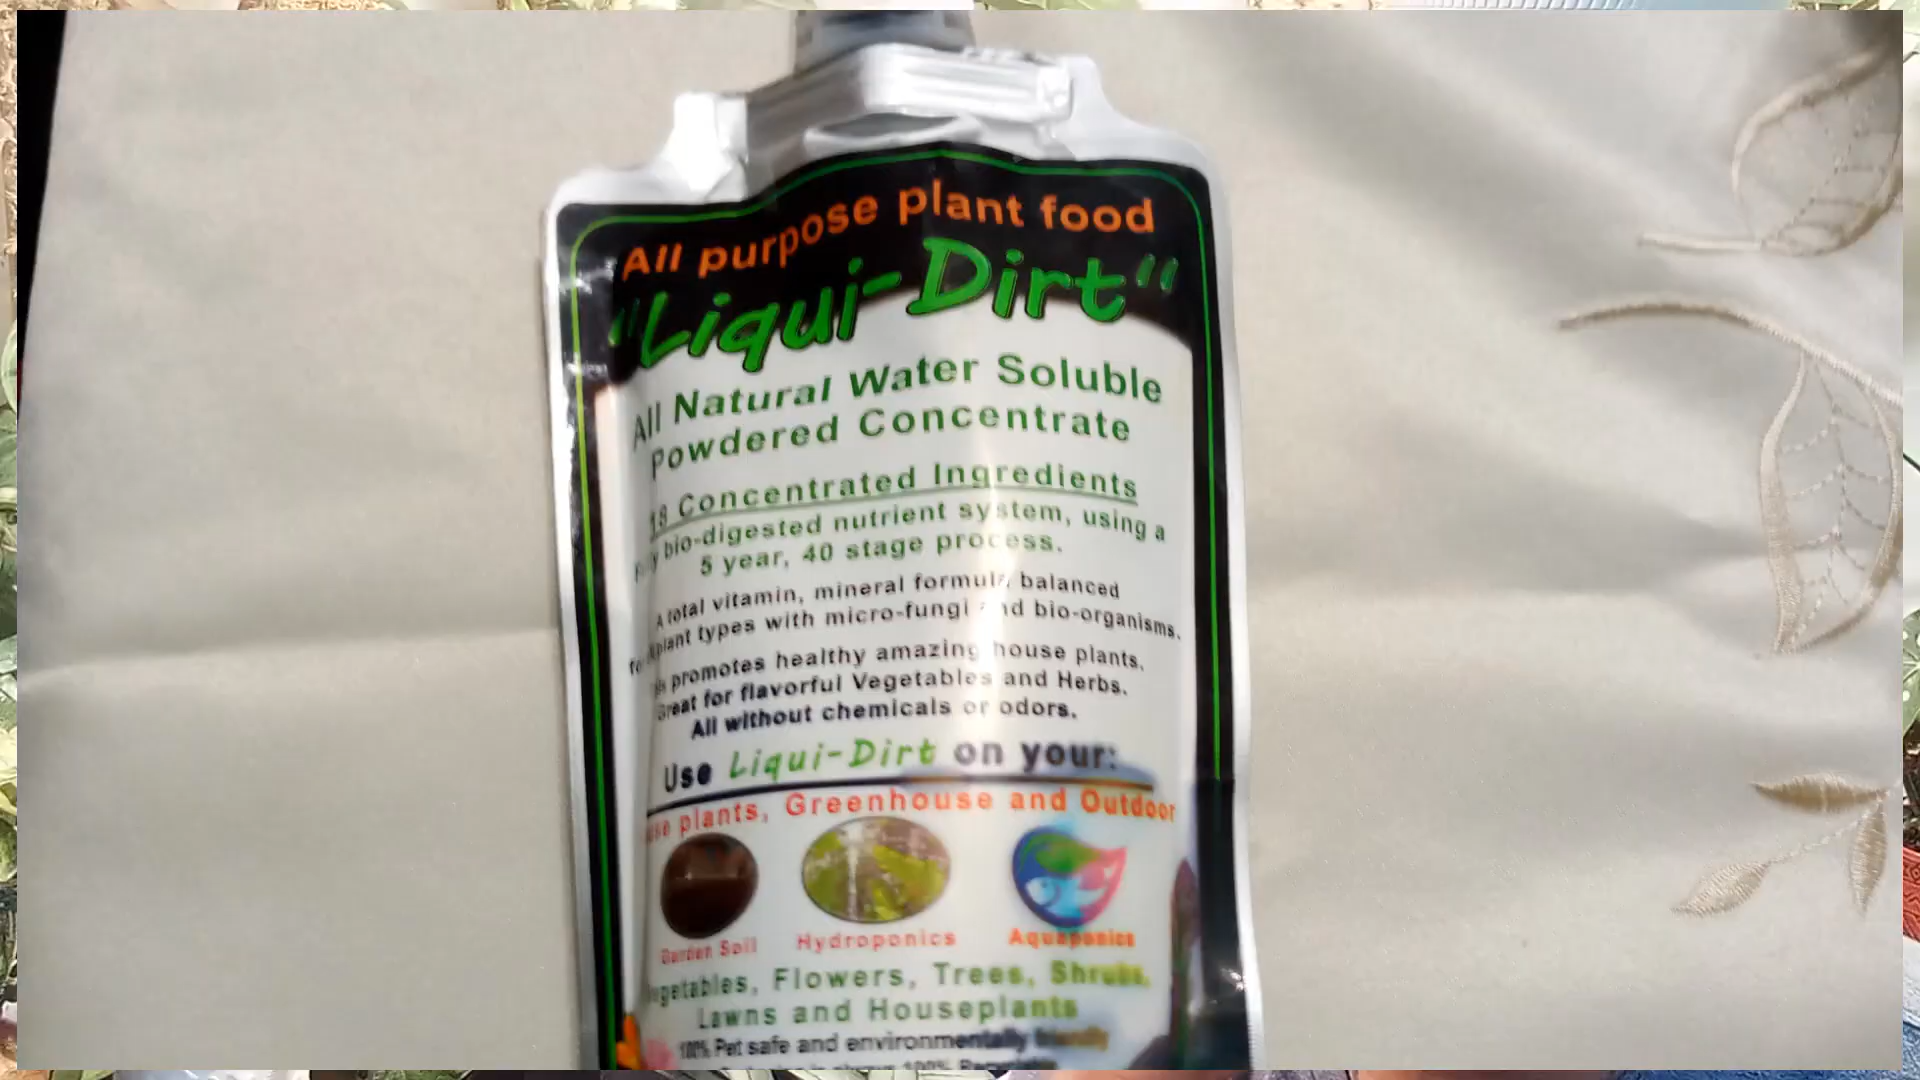 All purpose plant food
"Liqui-Dirt"
All Natural Water Soluble
Powdered Concentrate
18 Concentrated Ingredients
bio-digested nutrient system, using a
5 year, 40 stage process.
A total vitamin, mineral formula balanced
plant types with micro-fungi and bio-organisms.
promotes healthy amazing house plants.
Great for flavorful Vegetables and Herbs.
All without chemicals or odors.
Use Liqui-Dirt on your:
plants, Greenhouse and Outdoor
Garden Soil Hydroponics Aquaponics
Vegetables, Flowers, Trees, Shrubs,
Lawns and Houseplants
100% Pet safe and environmentally friendly